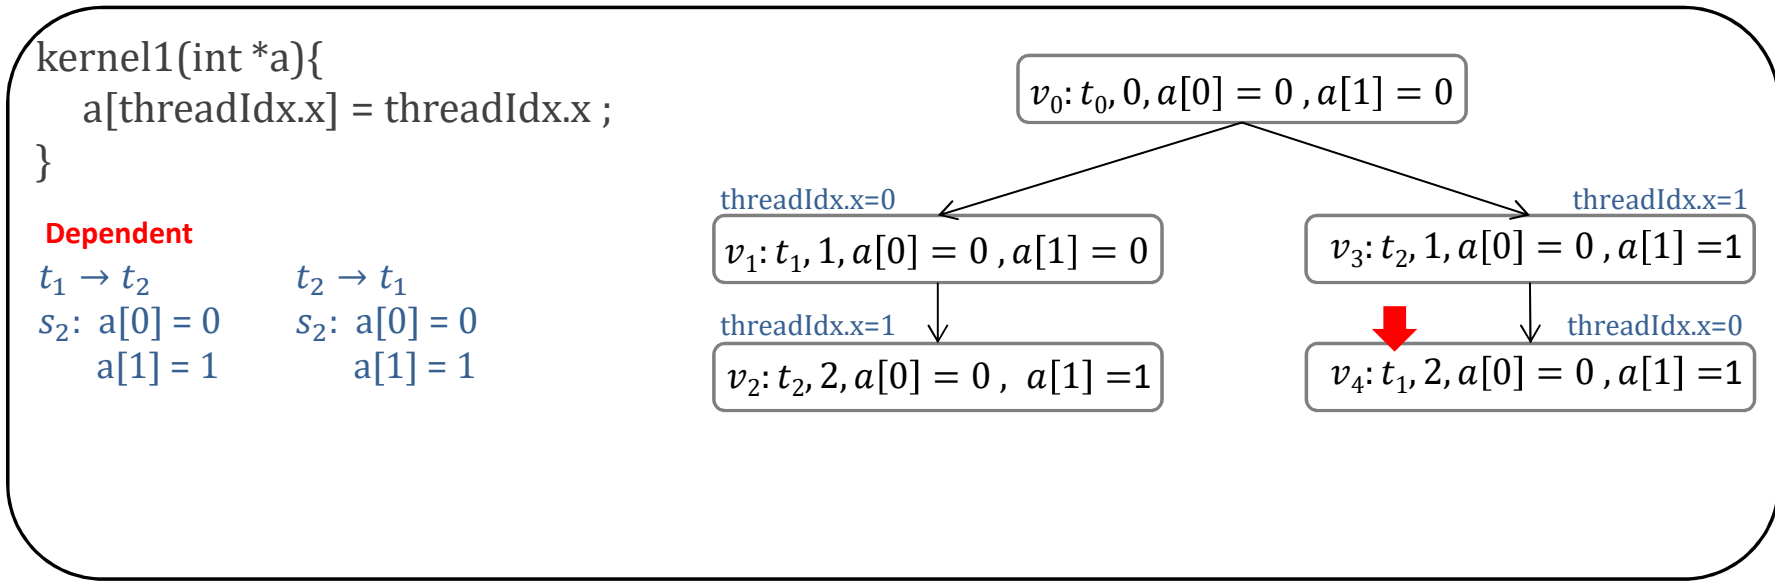 kernel1(int *a){
a[threadIdx.x] = threadIdx.x ;
}
Dependent
t₁ → t₂
s₂: a[0] = 0
a[1] = 1
t₂ → t₁
s₂: a[0] = 0
a[1] = 1
v₀: t₀, 0, a[0] = 0 , a[1] = 0
threadIdx.x=0
v₁: t₁, 1, a[0] = 0 , a[1] = 0
threadIdx.x=1
v₂: t₂, 2, a[0] = 0 , a[1] =1
threadIdx.x=1
v₃: t₂, 1, a[0] = 0 , a[1] =1
threadIdx.x=0
v₄: t₁, 2, a[0] = 0 , a[1] =1